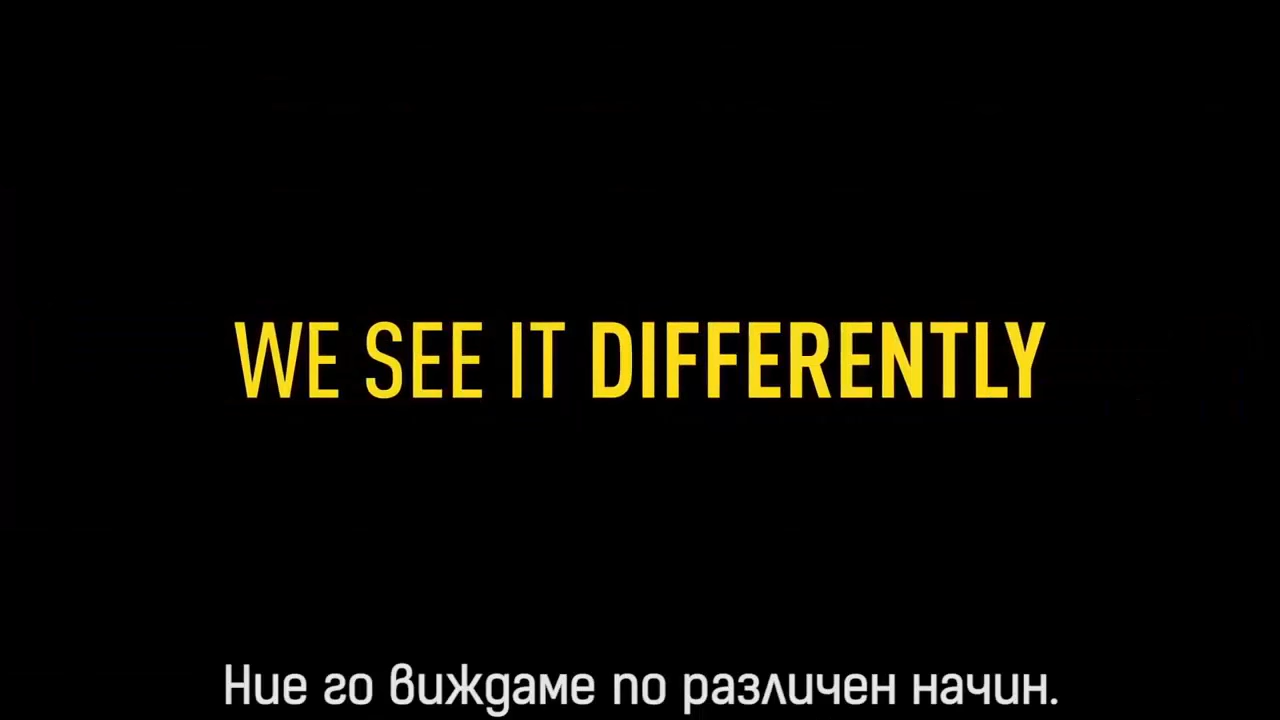 WE SEE IT DIFFERENTLY
Ние го виждаме по различен начин.